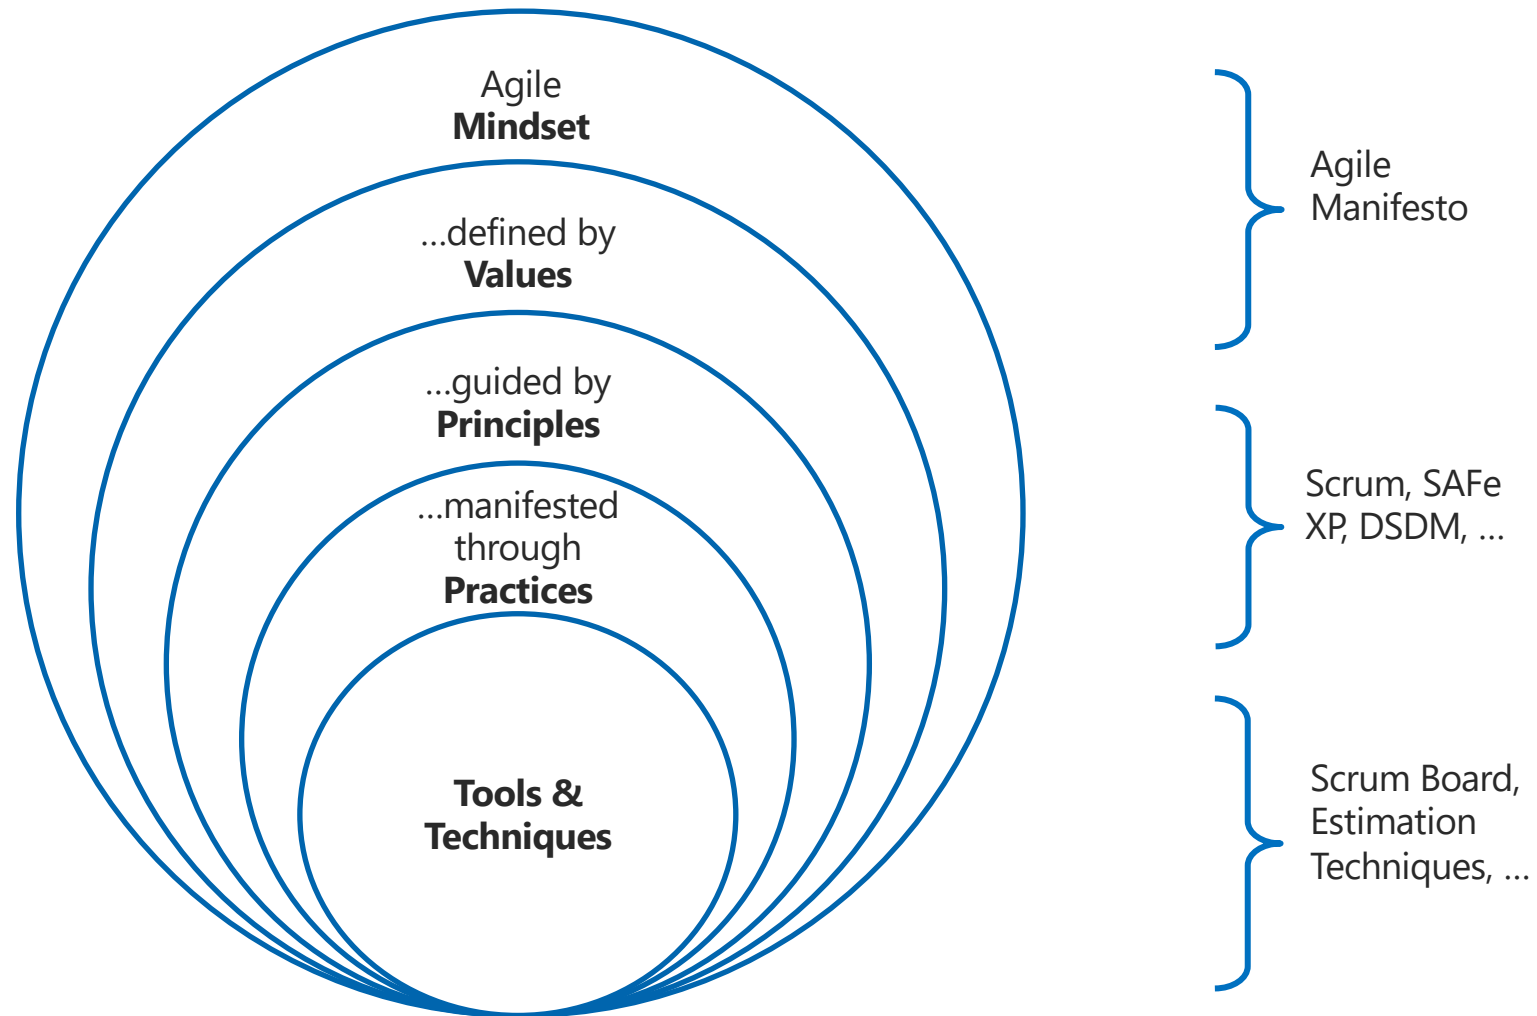 Agile
Mindset
...defined by
Values
...guided by
Principles
...manifested
through
Practices
Tools &
Techniques
Agile
Manifesto
Scrum, SAFe
XP, DSDM, ...
Scrum Board,
Estimation
Techniques, ...